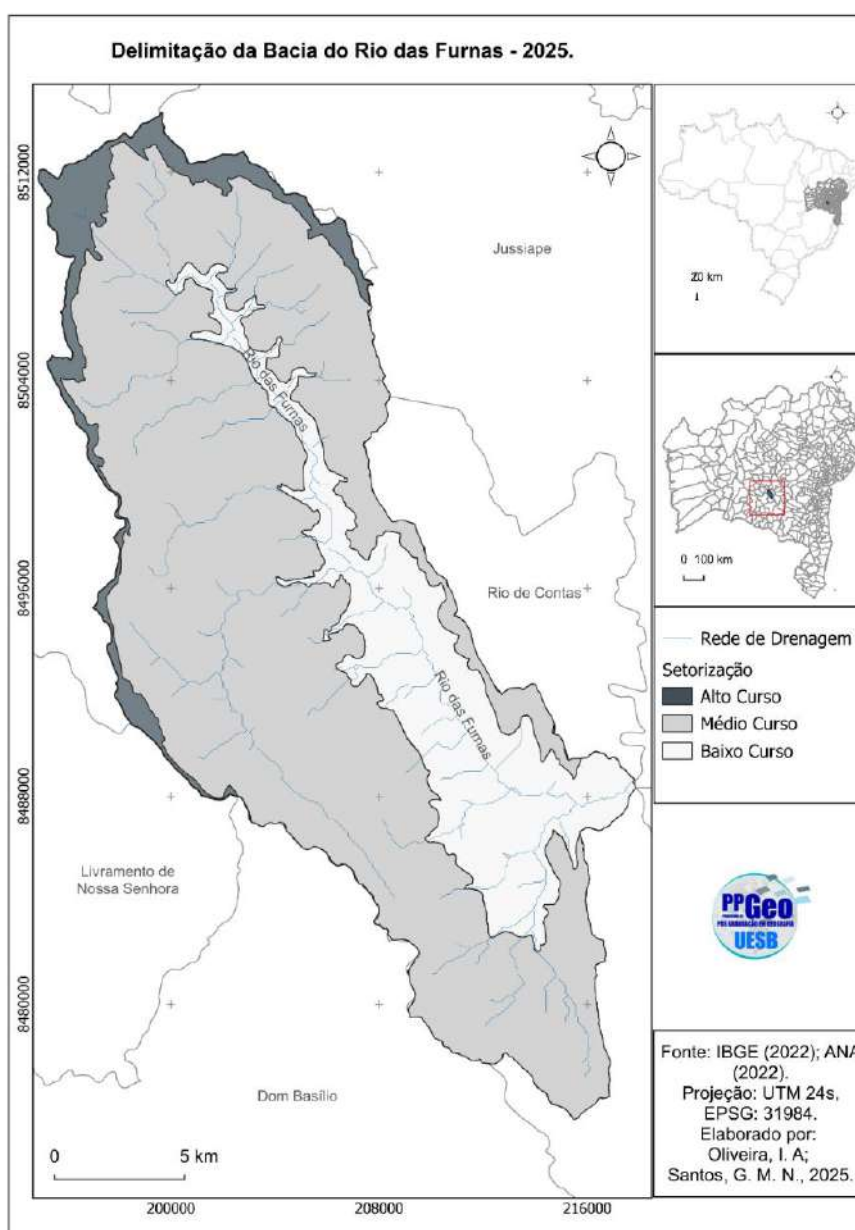 Delimitação da Bacia do Rio das Furnas - 2025.
8512000
8504000
8496000
8488000
8480000
200000
208000
216000
Jussiape
Rio das Furnas
Rio de Contas
Rio das Furnas
Livramento de
Nossa Senhora
Dom Basílio
0 5 km
km
0 100 km
Rede de Drenagem
Setorização
Alto Curso
Médio Curso
Baixo Curso
PPGeo
UESB
Fonte: IBGE (2022); ANA
(2022).
Projeção: UTM 24s,
EPSG: 31984.
Elaborado por:
Oliveira, I. A;
Santos, G. M. N., 2025.